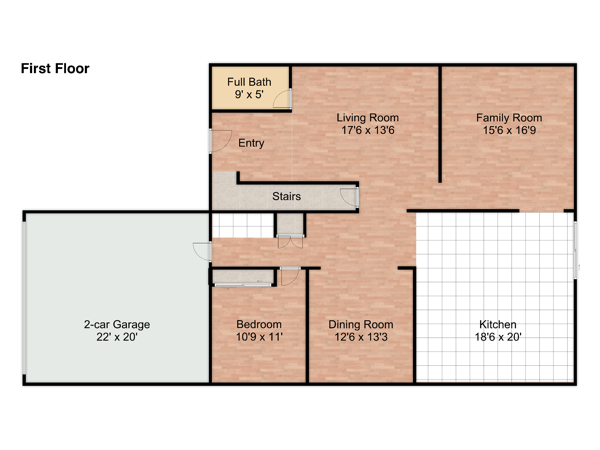 First Floor
Full Bath
9' x 5'
Living Room
17'6 x 13'6
Family Room
15'6 x 16'9
Entry
Stairs
2-car Garage
22' x 20'
Bedroom
10'9 x 11'
Dining Room
12'6 x 13'3
Kitchen
18'6 x 20'